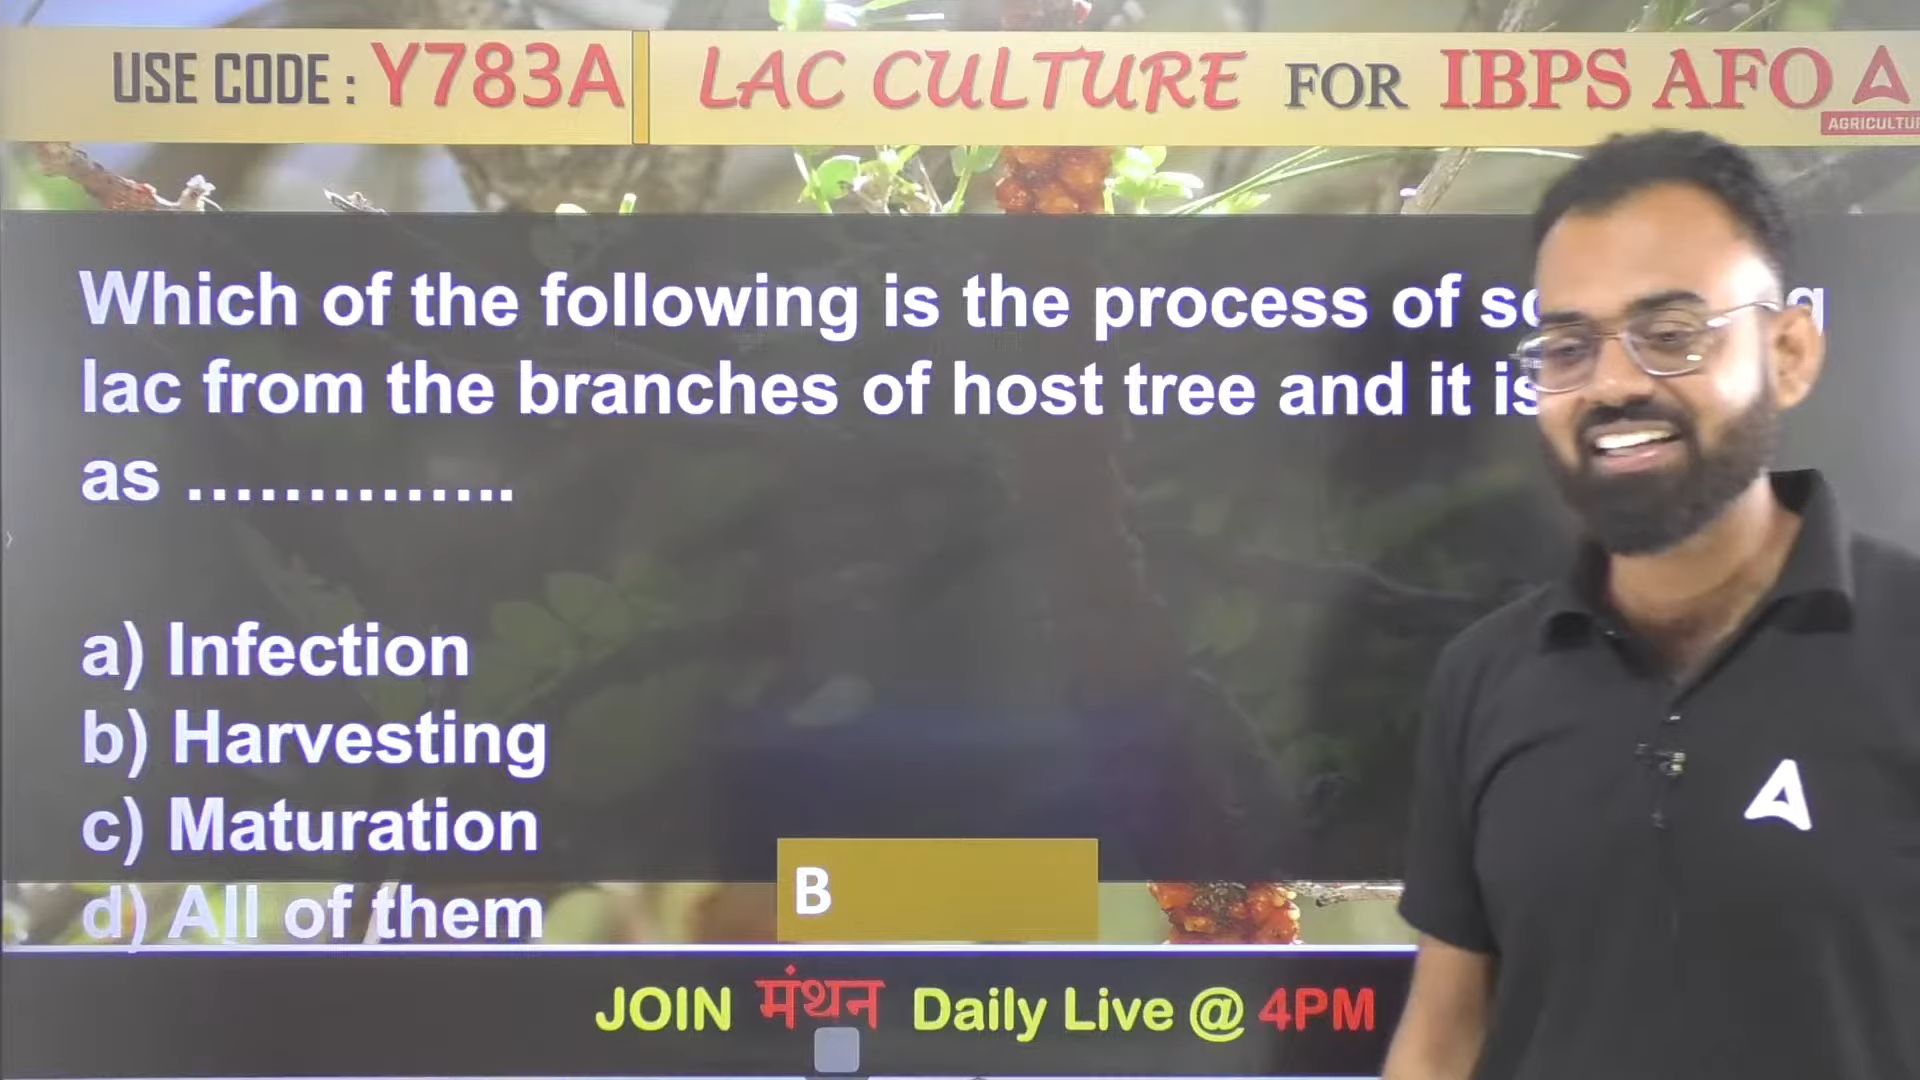 USE CODE : Y783A LAC CULTURE FOR IBPS AFO
AGRICULTUR
Which of the following is the process of
lac from the branches of host tree and it is
as ..............
a) Infection
b) Harvesting
c) Maturation
d) All of them
B
JOIN मंथन Daily Live @ 4PM